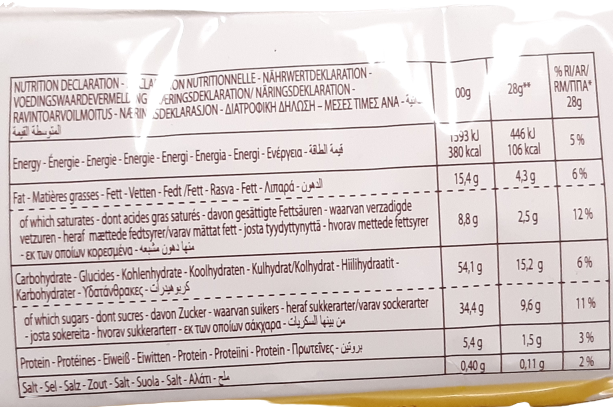 NUTRITION DECLARATION - NUTRITIONNELLE - NÄHRWERTDEKLARATION -
VOEDINGSWAARDEVERMELDING NÆRINGSDEKLARATION/ NÄRINGSDEKLARATION -
RAVINTOARVOILMOITUS - NÆRINGSDEKLARASJON - ΔΙΑΤΡΟΦΙΚΗ ΔΗΛΩΣΗ – ΜΕΣΕΣ ΤΙΜΕΣ ΑΝΑ -
المتوسطة القيمة
00g 28g** % RI/AR/
RM/ΠΠΑ*
28g
Energy - Énergie - Energie - Energie - Energi - Energia - Energi - Ενέργεια - قيمة الطاقة 1593 kJ 446 kJ 5 %
380 kcal 106 kcal
Fat - Matières grasses - Fett - Vetten - Fedt /Fett - Rasva - Fett - Λιπαρά - الدهون 15,4 g 4,3 g 6 %
of which saturates - dont acides gras saturés - davon gesättigte Fettsäuren - waarvan verzadigde
vetzuren - heraf mættede fedtsyrer/varav mättat fett - josta tyydyttynyttä - hvorav mettede fettsyrer 8,8 g 2,5 g 12 %
- εκ των οποίων κορεσμένα - منها دهون مشبعة
Carbohydrate - Glucides - Kohlenhydrate - Koolhydraten - Kulhydrat/Kolhydrat - Hiilihydraatit - 54,1 g 15,2 g 6 %
Karbohydrater - Υδατάνθρακες - كربوهيدرات
of which sugars - dont sucres - davon Zucker - waarvan suikers - heraf sukkerarter/varav sockerarter 34,4 g 9,6 g 11 %
- josta sokereita - hvorav sukkerarterr - εκ των οποίων σάκχαρα - من بينها السكريات
Protein - Protéines - Eiweiß - Eiwitten - Protein - Proteiini - Protein - Πρωτεΐνες - بروتين 5,4 g 1,5 g 3 %
Salt - Sel - Salz - Zout - Salt - Suola - Salt - Αλάτι - ملح 0,40 g 0,11 g 2 %